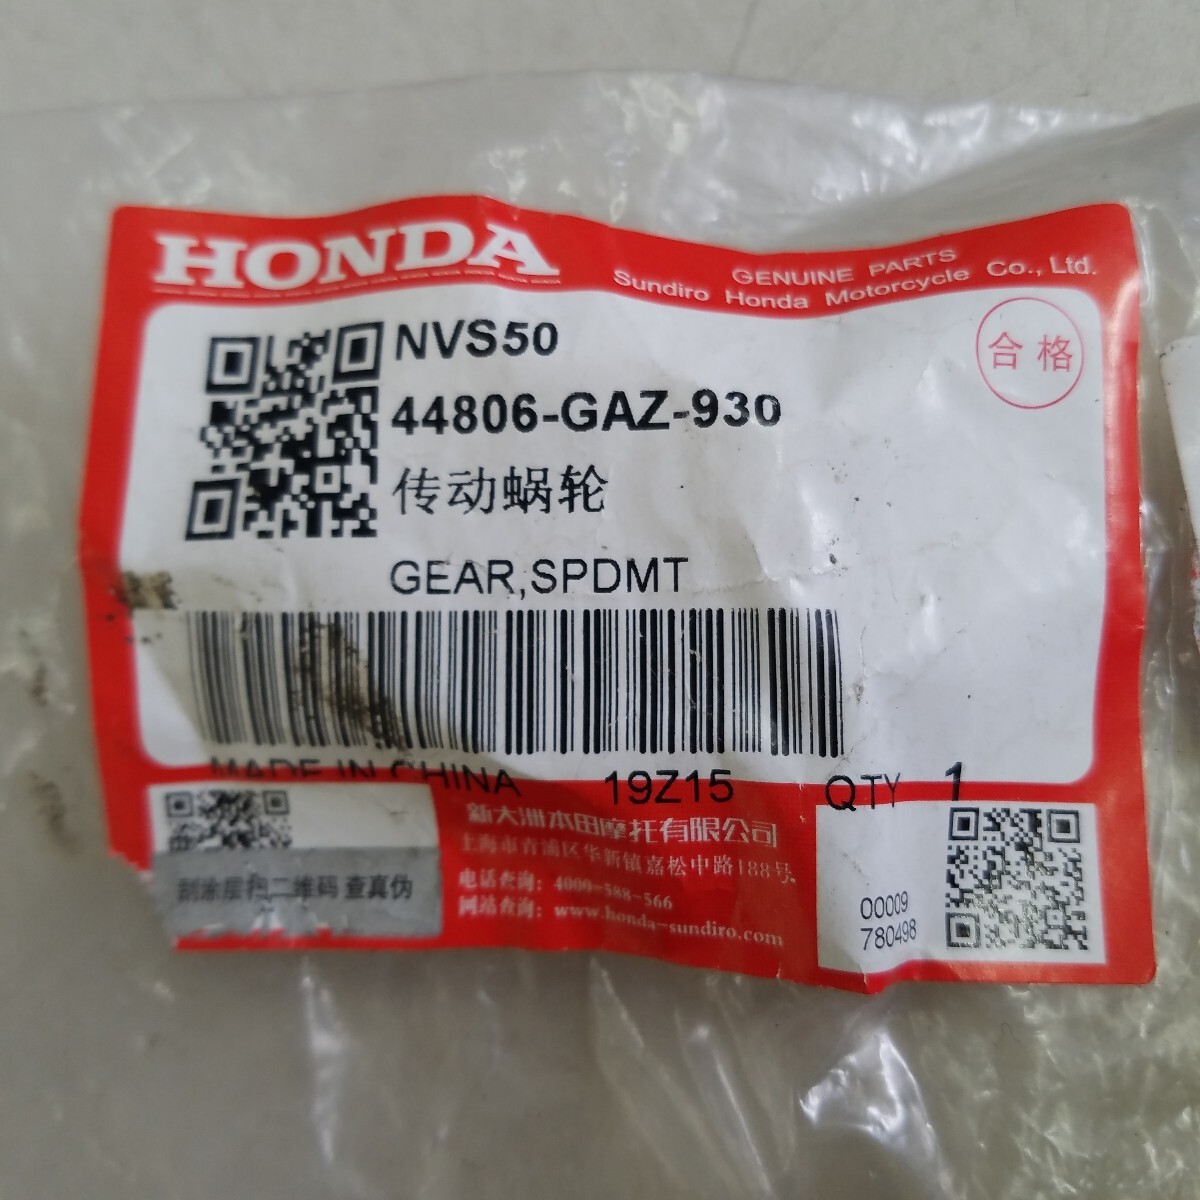 HONDA
GENUINE PARTS
Sundiro Honda Motorcycle Co., Ltd.
NVS50
合格
44806-GAZ-930
传动蜗轮
GEAR,SPDMT
MADE IN CHINA 19Z15 QTY 1
新大洲本田摩托有限公司
上海市青浦区华新镇嘉松中路188号
电话查询：4000-588-566
网站查询：www.honda-sundiro.com
刮涂层扫二维码 查真伪
00009
780498